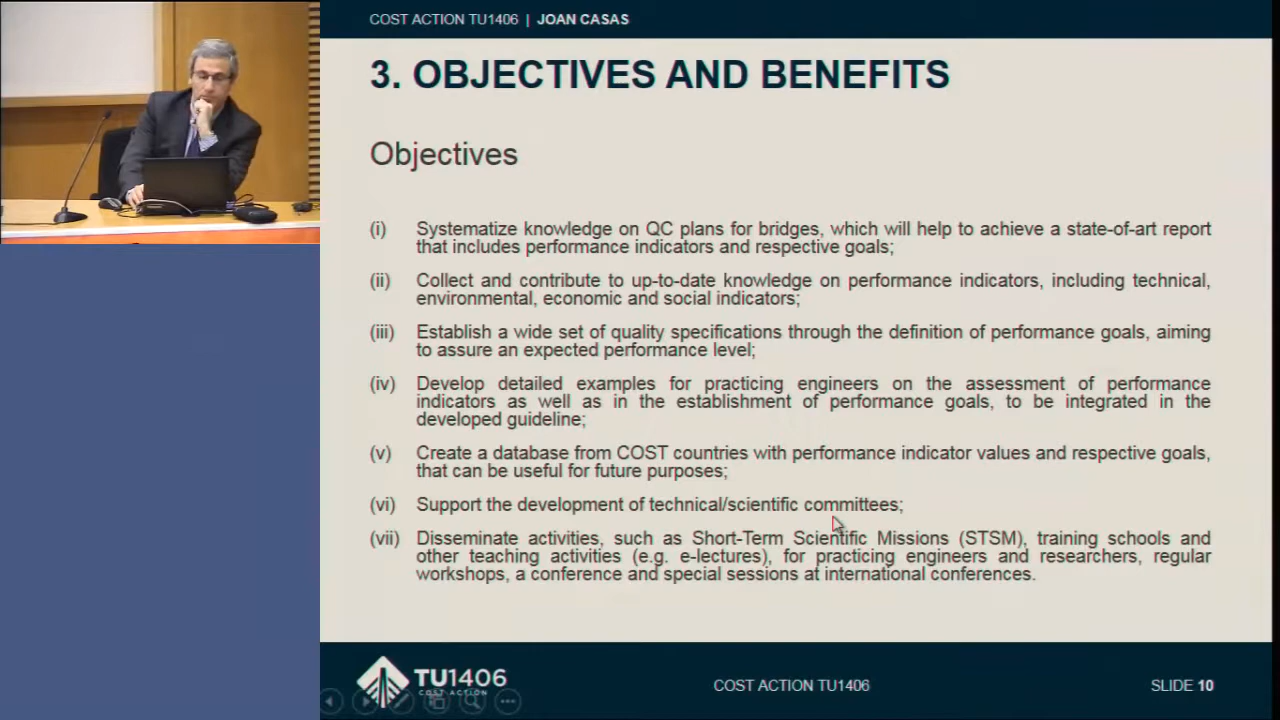 COST ACTION TU1406 | JOAN CASAS
3. OBJECTIVES AND BENEFITS
Objectives
(i) Systematize knowledge on QC plans for bridges, which will help to achieve a state-of-art report
that includes performance indicators and respective goals;
(ii) Collect and contribute to up-to-date knowledge on performance indicators, including technical,
environmental, economic and social indicators;
(iii) Establish a wide set of quality specifications through the definition of performance goals, aiming
to assure an expected performance level;
(iv) Develop detailed examples for practicing engineers on the assessment of performance
indicators as well as in the establishment of performance goals, to be integrated in the
developed guideline;
(v) Create a database from COST countries with performance indicator values and respective goals,
that can be useful for future purposes;
(vi) Support the development of technical/scientific committees;
(vii) Disseminate activities, such as Short-Term Scientific Missions (STSM), training schools and
other teaching activities (e.g. e-lectures), for practicing engineers and researchers, regular
workshops, a conference and special sessions at international conferences.
TU1406
COST ACTION
COST ACTION TU1406
SLIDE 10